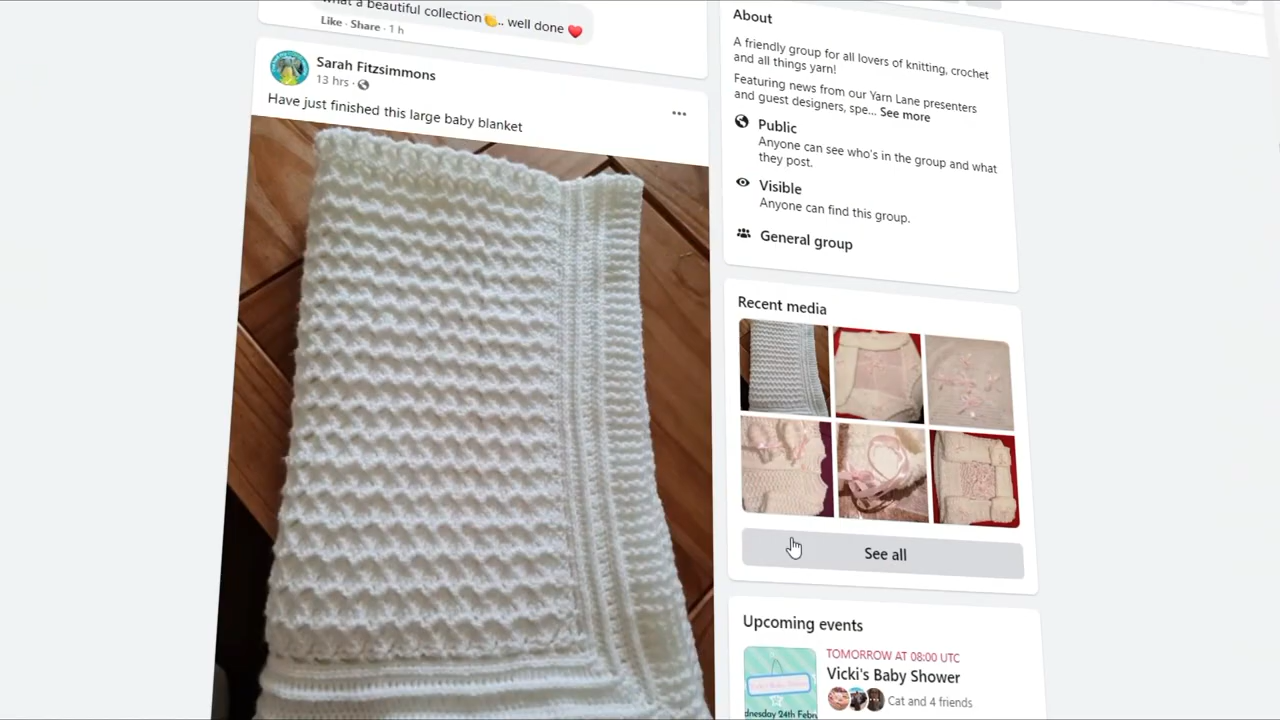 what a beautiful collection👏.. well done ❤️
Like · Share · 1 h
Sarah Fitzsimmons
13 hrs ·
Have just finished this large baby blanket
About
A friendly group for all lovers of knitting, crochet
and all things yarn!
Featuring news from our Yarn Lane presenters
and guest designers, spe... See more
Public
Anyone can see who's in the group and what
they post.
Visible
Anyone can find this group.
General group
Recent media
See all
Upcoming events
TOMORROW AT 08:00 UTC
Vicki's Baby Shower
Cat and 4 friends
Vicki's Baby Shower